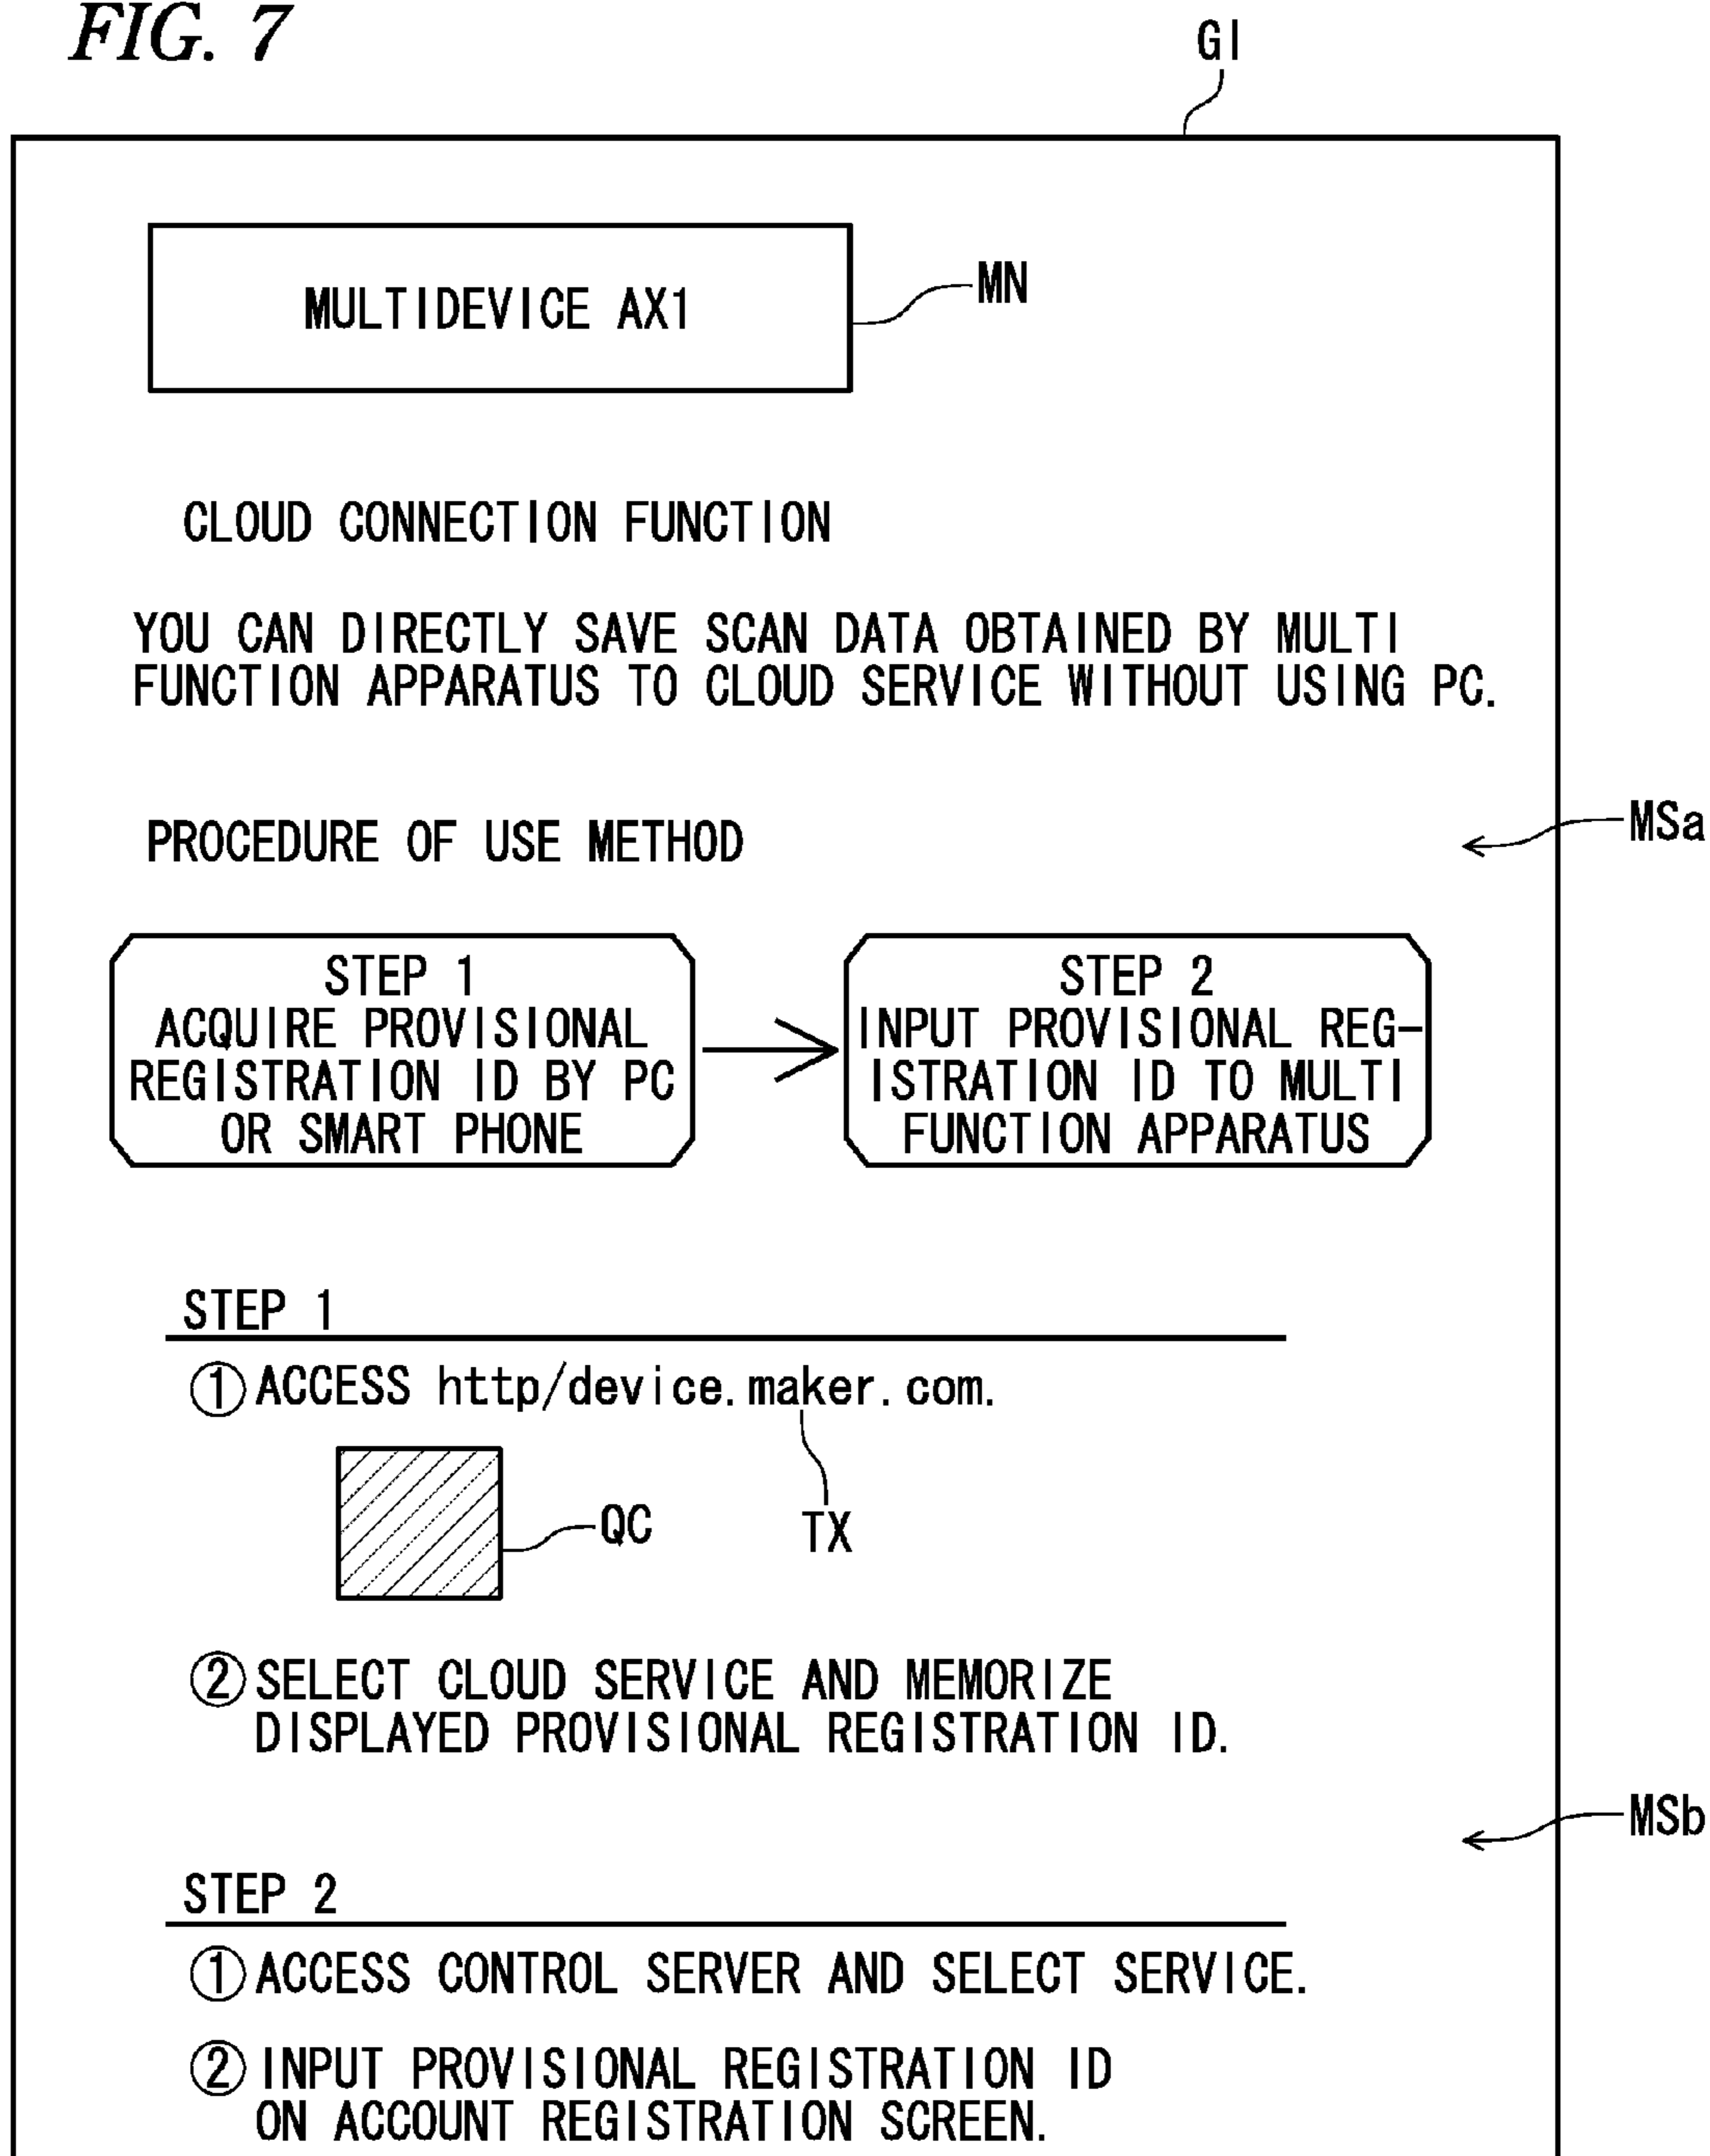 FIG. 7
GI
MULTIDEVICE AX1
MN
CLOUD CONNECTION FUNCTION
YOU CAN DIRECTLY SAVE SCAN DATA OBTAINED BY MULTI
FUNCTION APPARATUS TO CLOUD SERVICE WITHOUT USING PC.
PROCEDURE OF USE METHOD
MSa
STEP 1
ACQUIRE PROVISIONAL
REGISTRATION ID BY PC
OR SMART PHONE
STEP 2
INPUT PROVISIONAL REG-
ISTRATION ID TO MULTI
FUNCTION APPARATUS
STEP 1
① ACCESS http/device.maker.com.
QC
TX
② SELECT CLOUD SERVICE AND MEMORIZE
DISPLAYED PROVISIONAL REGISTRATION ID.
MSb
STEP 2
① ACCESS CONTROL SERVER AND SELECT SERVICE.
② INPUT PROVISIONAL REGISTRATION ID
ON ACCOUNT REGISTRATION SCREEN.